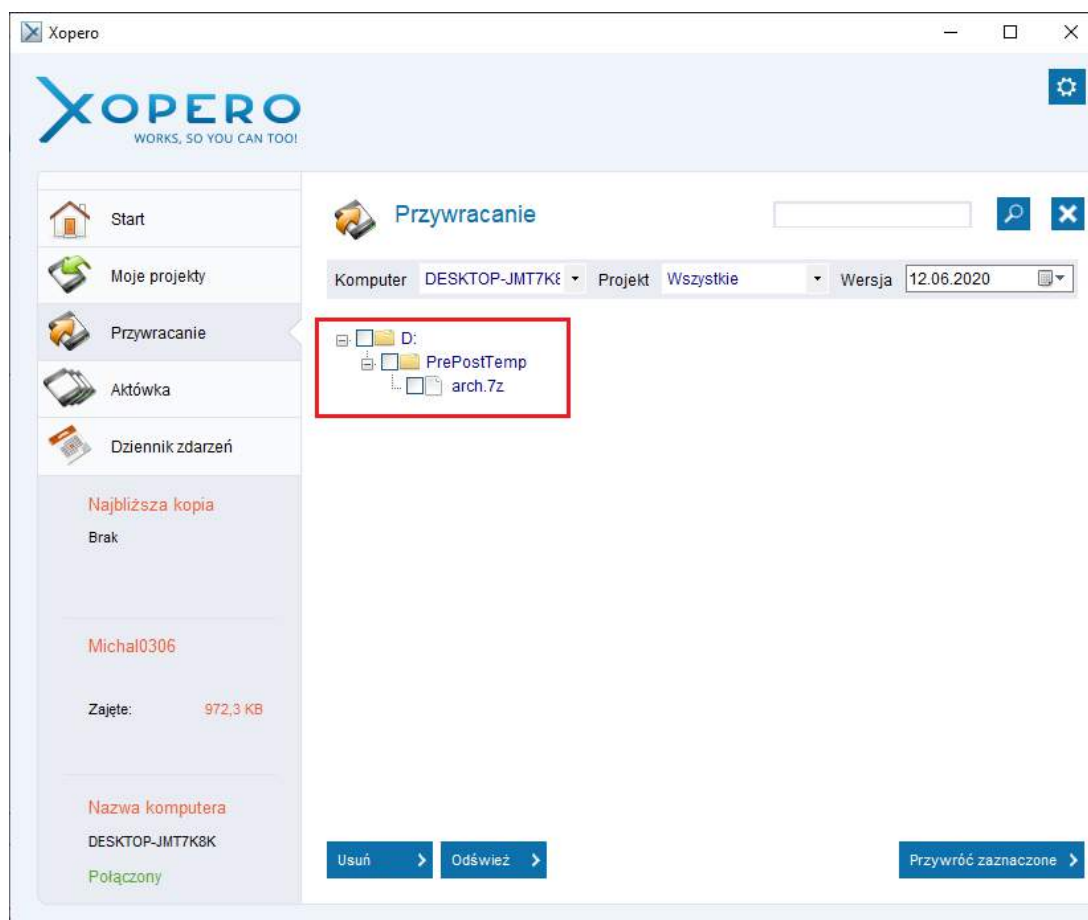 Xopero
XOPERO
WORKS, SO YOU CAN TOO!
Start
Moje projekty
Przywracanie
Aktówka
Dziennik zdarzeń
Najbliższa kopia
Brak
Michal0306
Zajęte: 972,3 KB
Nazwa komputera
DESKTOP-JMT7K8K
Połączony
Przywracanie
Komputer DESKTOP-JMT7K8 Projekt Wszystkie Wersja 12.06.2020
D:
PrePostTemp
arch.7z
Usuń Odśwież Przywróć zaznaczone